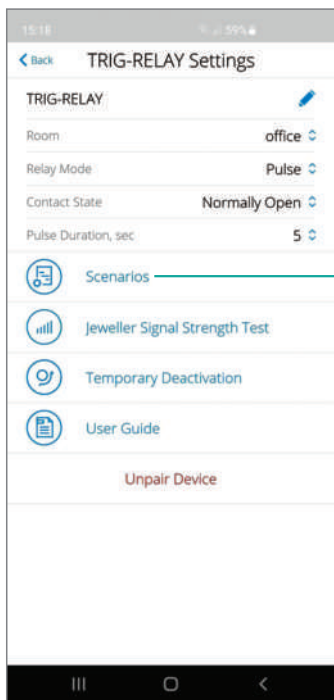 15:18 59%
Back TRIG-RELAY Settings
TRIG-RELAY
Room office
Relay Mode Pulse
Contact State Normally Open
Pulse Duration, sec 5
Scenarios
Jeweller Signal Strength Test
Temporary Deactivation
User Guide
Unpair Device